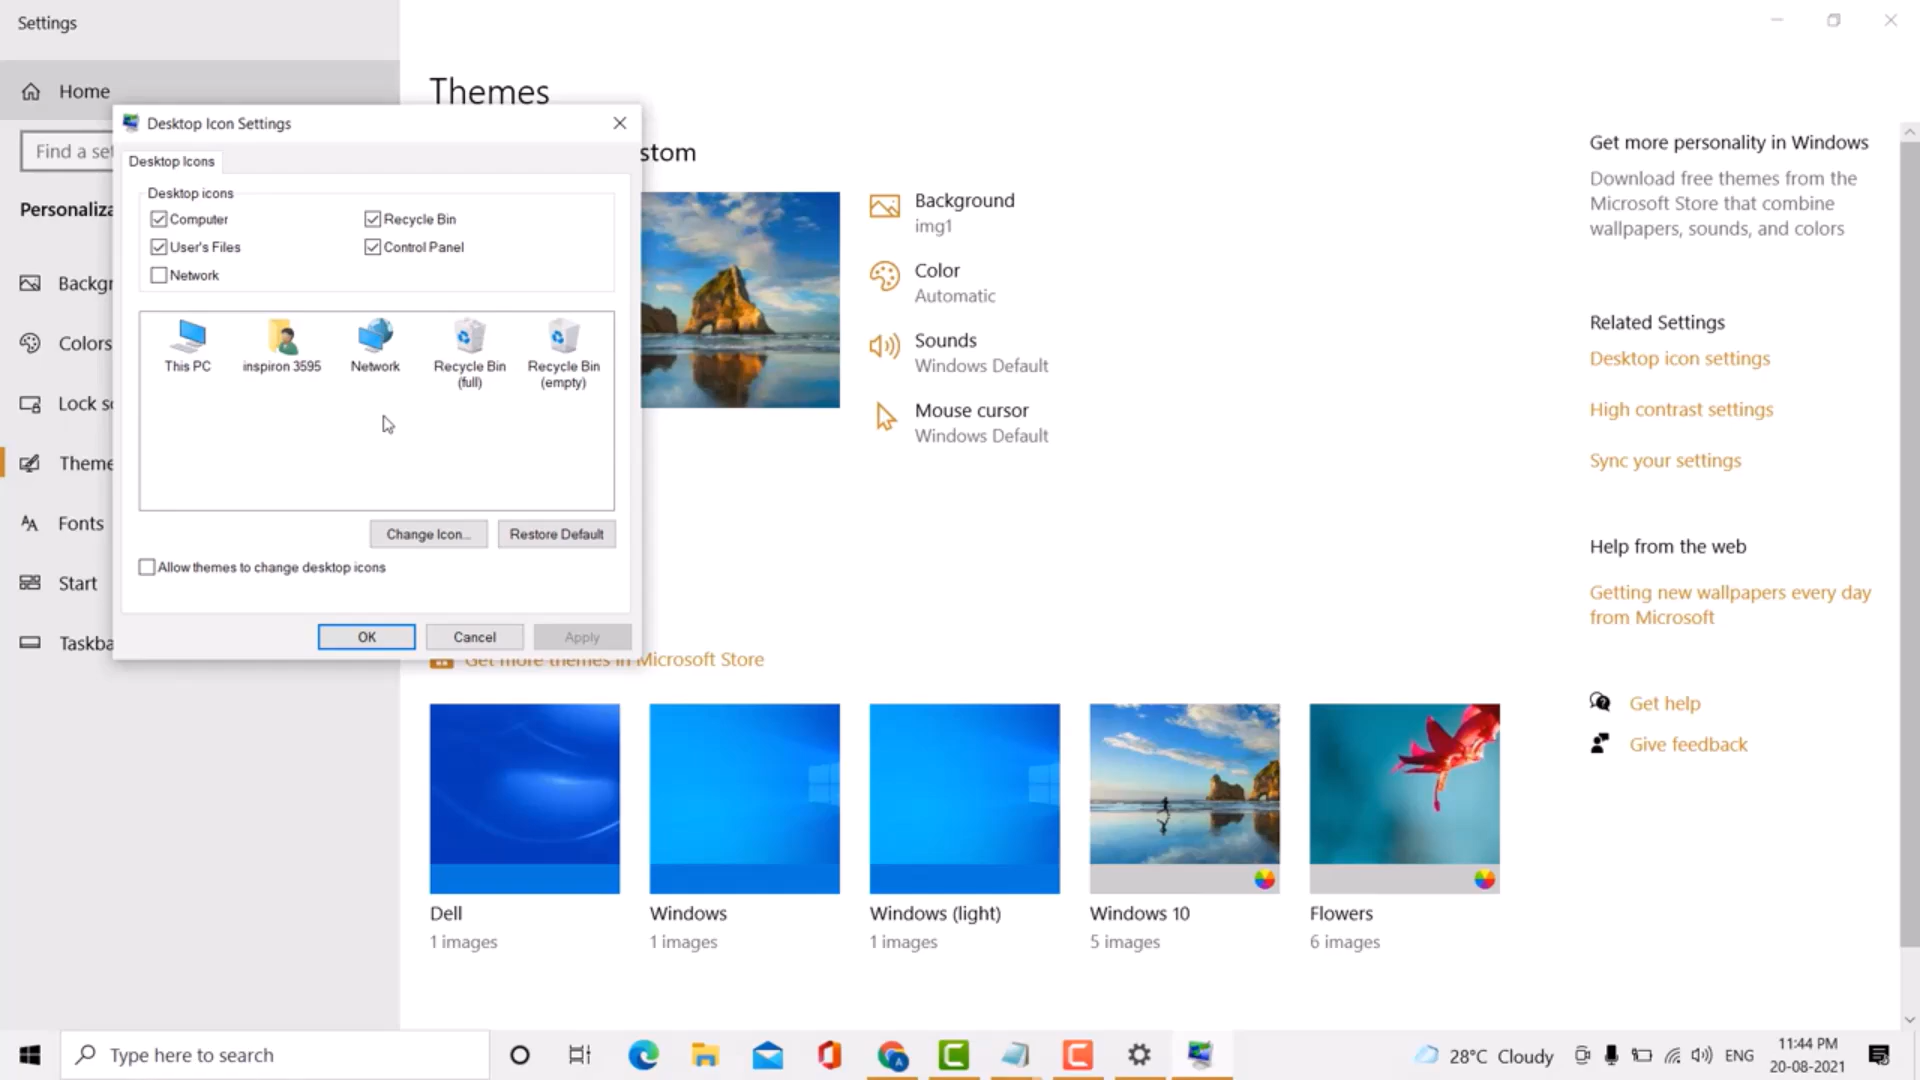 Settings
Home
Find a set
Personaliza
Backgr
Colors
Lock sc
Theme
Fonts
Start
Taskba
Desktop Icon Settings
Desktop Icons
Desktop icons
Computer
Recycle Bin
User's Files
Control Panel
Network
This PC
inspiron 3595
Network
Recycle Bin
(full)
Recycle Bin
(empty)
Change Icon...
Restore Default
Allow themes to change desktop icons
OK
Cancel
Apply
Themes
stom
Background
img1
Color
Automatic
Sounds
Windows Default
Mouse cursor
Windows Default
Get more themes in Microsoft Store
Dell
1 images
Windows
1 images
Windows (light)
1 images
Windows 10
5 images
Flowers
6 images
Get more personality in Windows
Download free themes from the
Microsoft Store that combine
wallpapers, sounds, and colors
Related Settings
Desktop icon settings
High contrast settings
Sync your settings
Help from the web
Getting new wallpapers every day
from Microsoft
Get help
Give feedback
Type here to search
28°C Cloudy
ENG
11:44 PM
20-08-2021